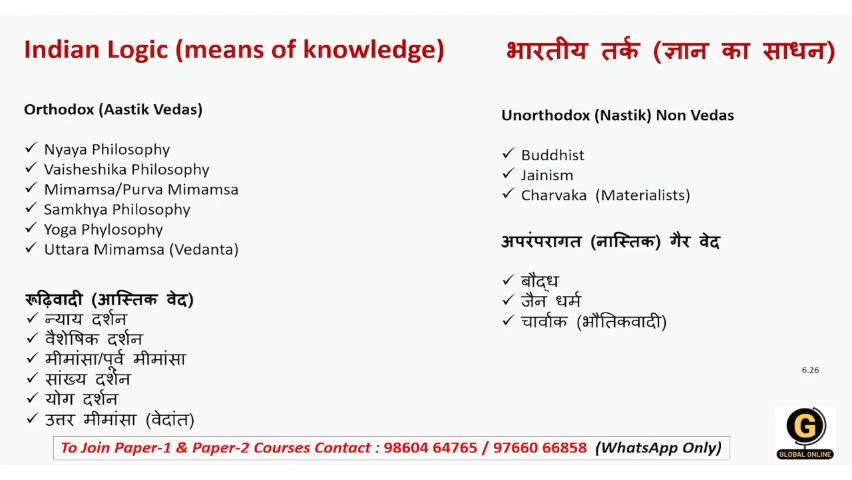 Indian Logic (means of knowledge)
भारतीय तर्क (ज्ञान का साधन)
Orthodox (Aastik Vedas)
✓ Nyaya Philosophy
✓ Vaisheshika Philosophy
✓ Mimamsa/Purva Mimamsa
✓ Samkhya Philosophy
✓ Yoga Phylosophy
✓ Uttara Mimamsa (Vedanta)
रूढ़िवादी (आस्तिक वेद)
✓ न्याय दर्शन
✓ वैशेषिक दर्शन
✓ मीमांसा/पूर्व मीमांसा
✓ सांख्य दर्शन
✓ योग दर्शन
✓ उत्तर मीमांसा (वेदांत)
Unorthodox (Nastik) Non Vedas
✓ Buddhist
✓ Jainism
✓ Charvaka (Materialists)
अपरंपरागत (नास्तिक) गैर वेद
✓ बौद्ध
✓ जैन धर्म
✓ चार्वाक (भौतिकवादी)
6.26
G
GLOBAL ONLINE
To Join Paper-1 & Paper-2 Courses Contact : 98604 64765 / 97660 66858 (WhatsApp Only)